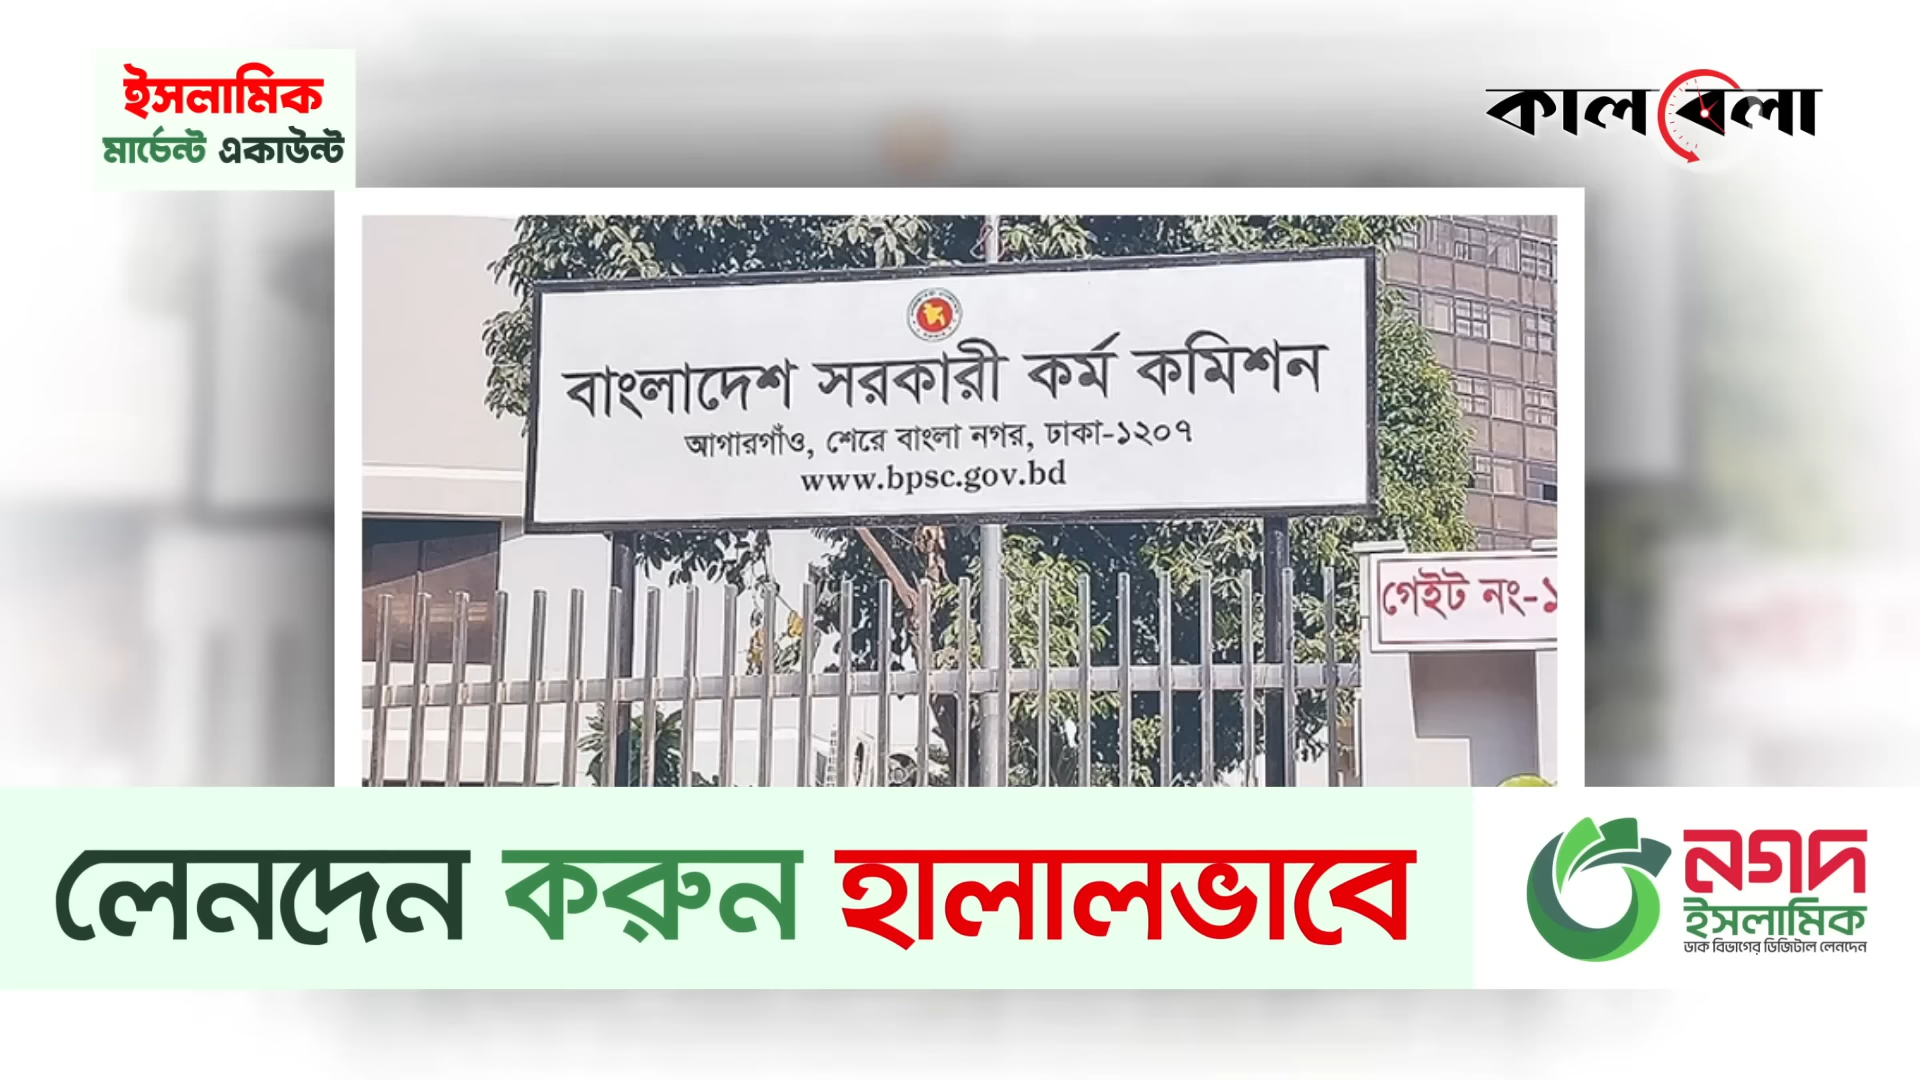 ইসলামিক
মার্চেন্ট একাউন্ট
কালবেলা
বাংলাদেশ সরকারী কর্ম কমিশন
আগারগাঁও, শেরে বাংলা নগর, ঢাকা-১২০৭
www.bpsc.gov.bd
গেইট নং-১
লেনদেন করুন হালালভাবে
নগদ
ইসলামিক
ডাক বিভাগের ডিজিটাল লেনদেন